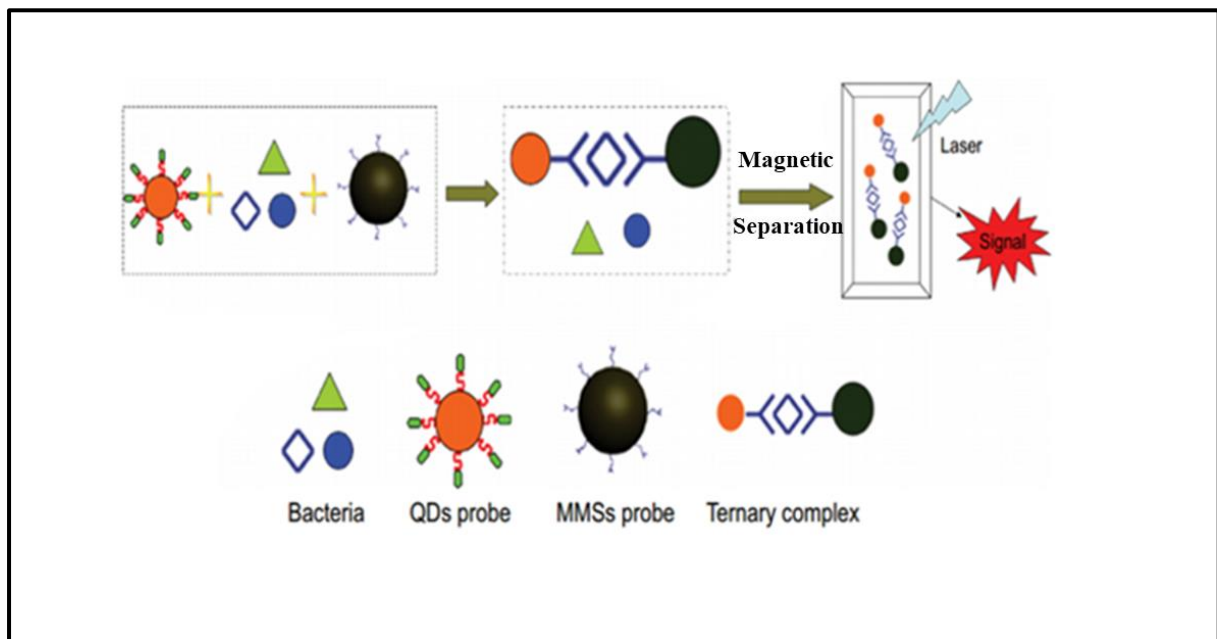 Magnetic
Separation
Laser
Signal
Bacteria
QDs probe
MMSs probe
Ternary complex